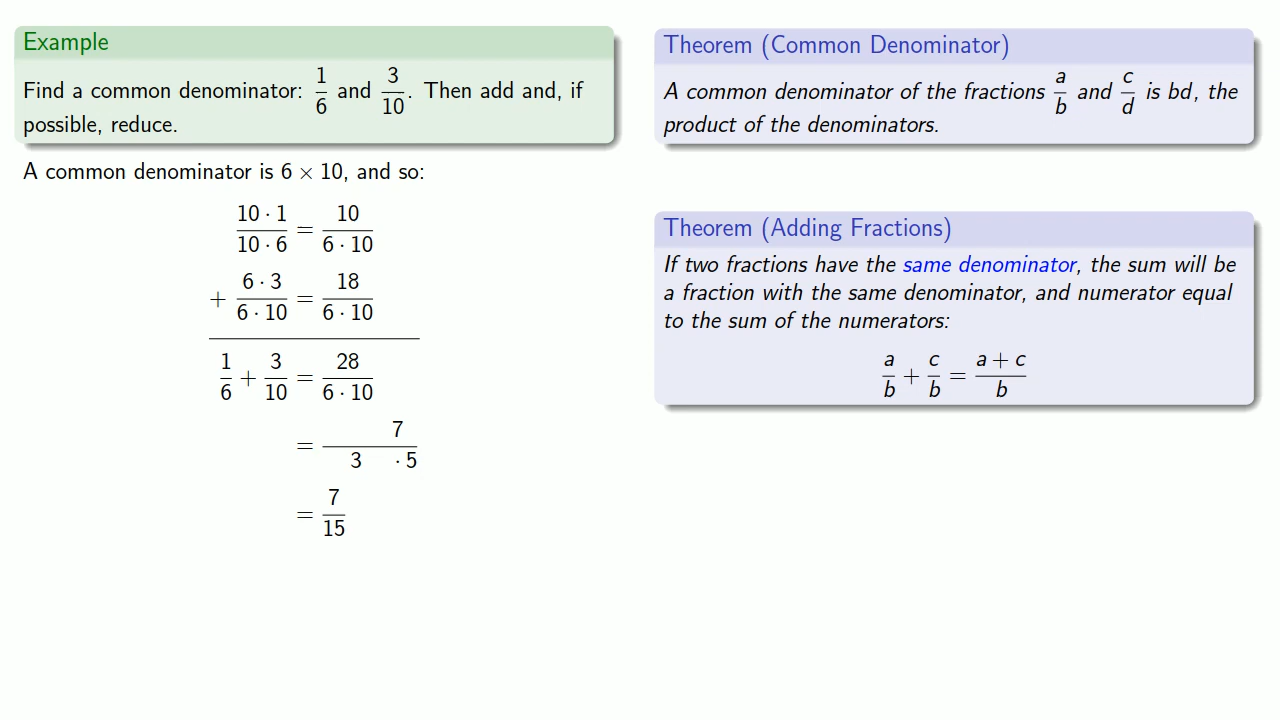 Example
Find a common denominator: 1/6 and 3/10. Then add and, if
possible, reduce.
A common denominator is 6 × 10, and so:
(10 · 1)/(10 · 6) = 10/(6 · 10)
+ (6 · 3)/(6 · 10) = 18/(6 · 10)
1/6 + 3/10 = 28/(6 · 10)
= 7/(3 · 5)
= 7/15
Theorem (Common Denominator)
A common denominator of the fractions a/b and c/d is bd, the
product of the denominators.
Theorem (Adding Fractions)
If two fractions have the same denominator, the sum will be
a fraction with the same denominator, and numerator equal
to the sum of the numerators:
a/b + c/b = (a + c)/b